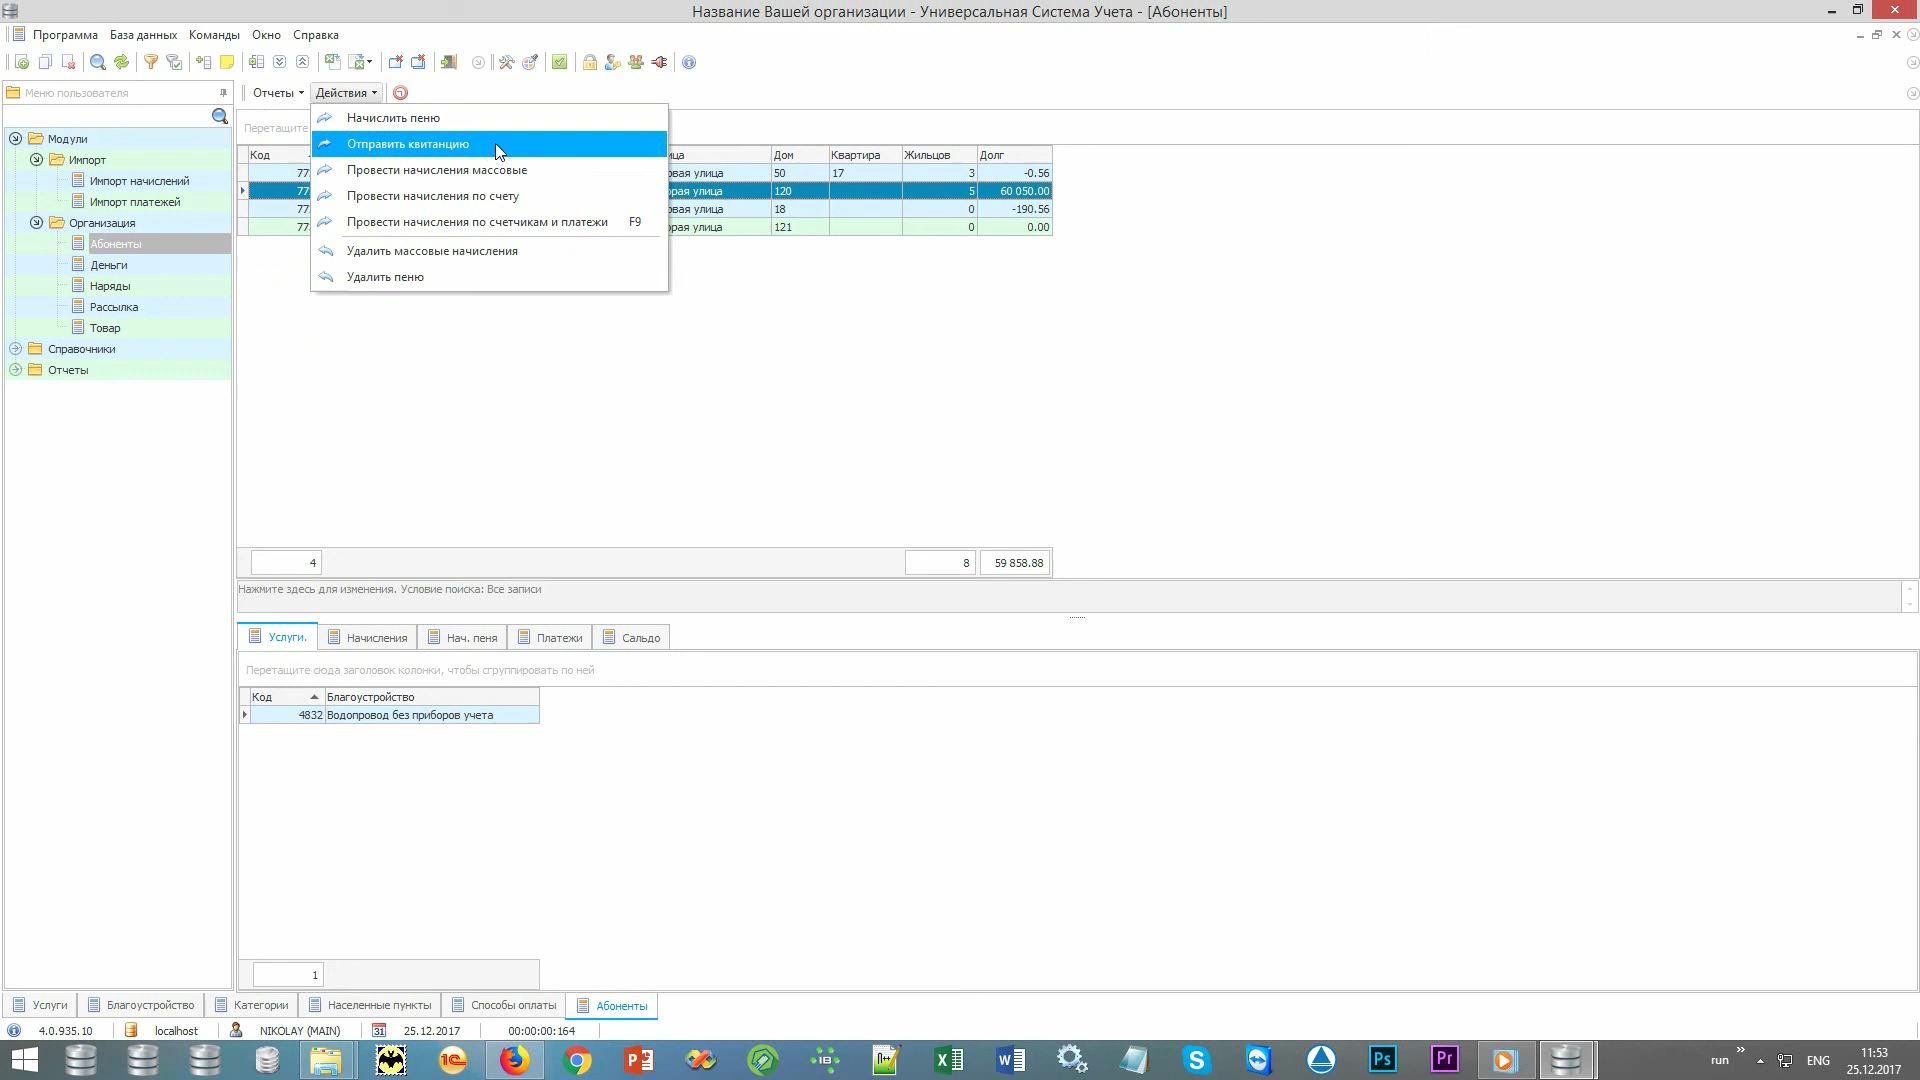 Название Вашей организации - Универсальная Система Учета - [Абоненты]
Программа База данных Команды Окно Справка
Меню пользователя
Отчеты Действия
Модули
Импорт
Импорт начислений
Импорт платежей
Организация
Абоненты
Деньги
Наряды
Рассылка
Товар
Справочники
Отчеты
Начислить пеню
Отправить квитанцию
Провести начисления массовые
Провести начисления по счету
Провести начисления по счетчикам и платежи F9
Удалить массовые начисления
Удалить пеню
Перетащите
Код Дом Квартира Жильцов Долг
50 17 3 -0.56
120 5 60 050.00
18 0 -190.56
121 0 0.00
4 8 59 858.88
Нажмите здесь для изменения. Условие поиска: Все записи
Услуги. Начисления Нач. пеня Платежи Сальдо
Перетащите сюда заголовок колонки, чтобы сгруппировать по ней
Код Благоустройство
4832 Водопровод без приборов учета
1
Услуги Благоустройство Категории Населенные пункты Способы оплаты Абоненты
4.0.935.10 localhost NIKOLAY (MAIN) 31 25.12.2017 00:00:00:164
run ENG 11:53
25.12.2017